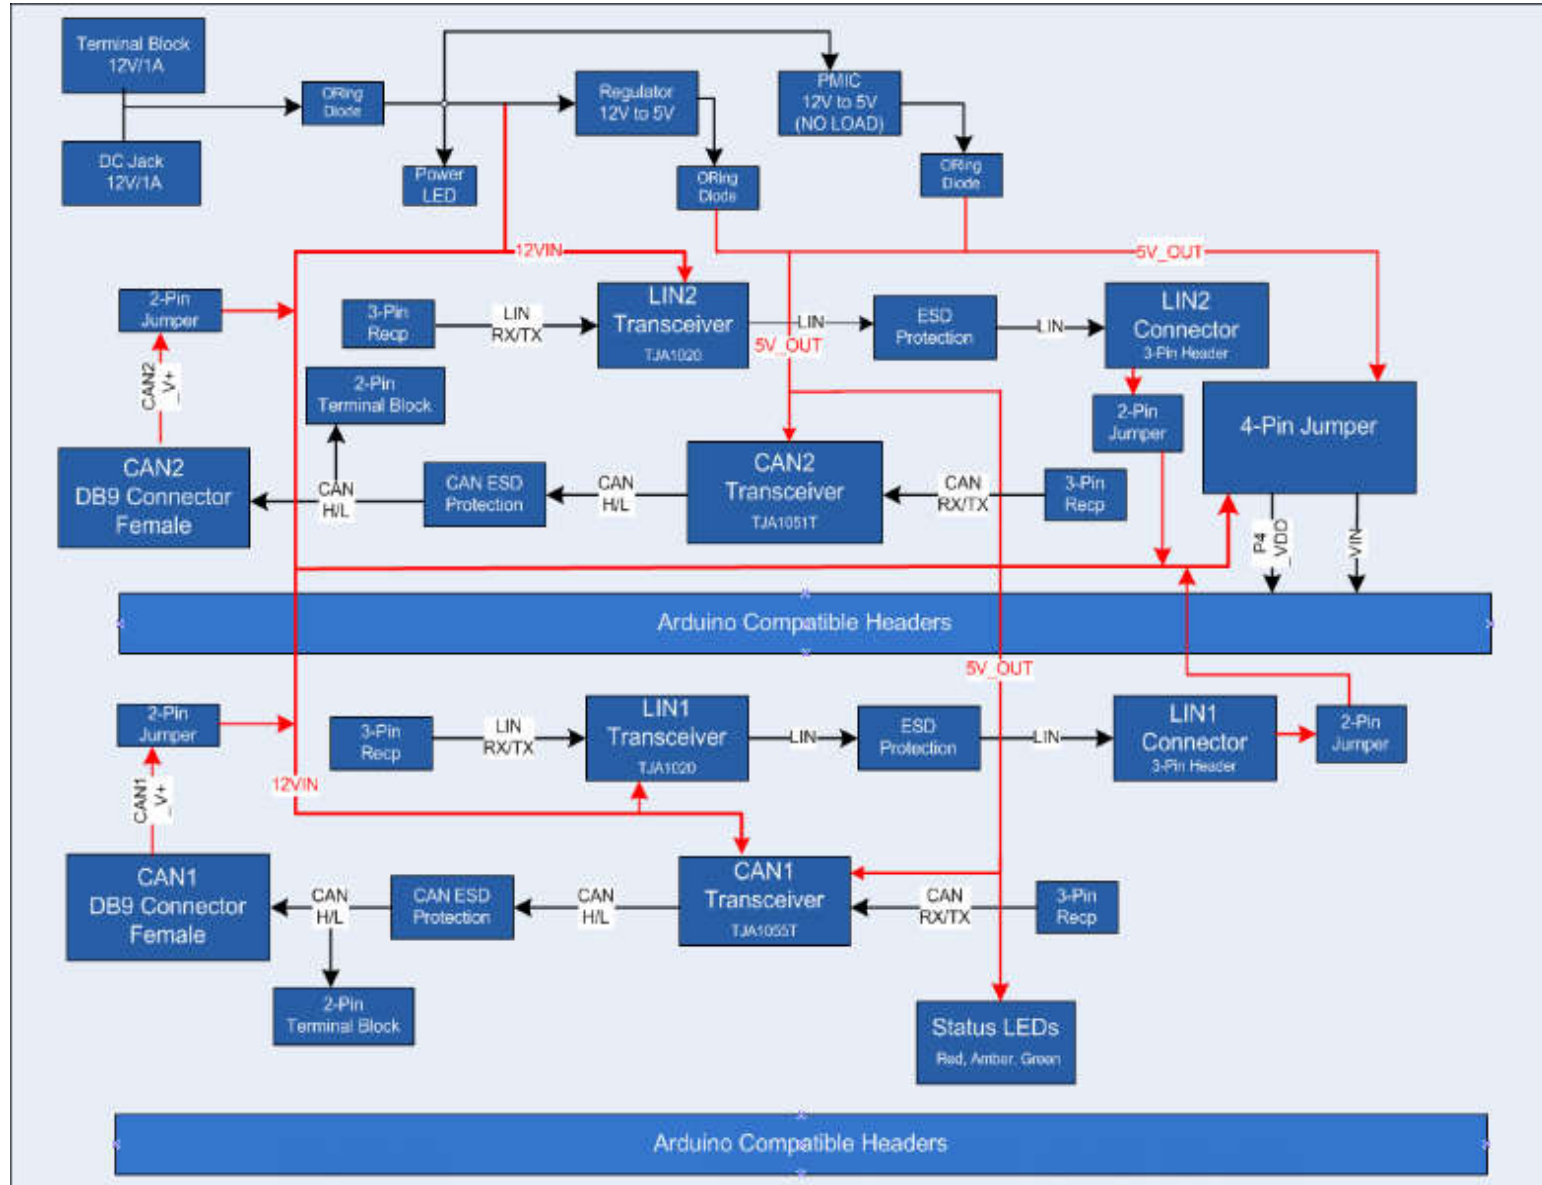 Terminal Block
12V/1A
ORing
Diode
Regulator
12V to 5V
PMIC
12V to 5V
(NO LOAD)
DC Jack
12V/1A
Power
LED
ORing
Diode
ORing
Diode
12VIN
5V_OUT
2-Pin
Jumper
3-Pin
Recp
LIN
RX/TX
LIN2
Transceiver
TJA1020
LIN
ESD
Protection
LIN
LIN2
Connector
3-Pin Header
5V_OUT
CAN2
_V+
2-Pin
Terminal Block
2-Pin
Jumper
4-Pin Jumper
CAN2
DB9 Connector
Female
CAN
H/L
CAN ESD
Protection
CAN
H/L
CAN2
Transceiver
TJA1051T
CAN
RX/TX
3-Pin
Recp
P4
_VDD
VIN
Arduino Compatible Headers
5V_OUT
2-Pin
Jumper
3-Pin
Recp
LIN
RX/TX
LIN1
Transceiver
TJA1020
LIN
ESD
Protection
LIN
LIN1
Connector
3-Pin Header
2-Pin
Jumper
12VIN
CAN1
_V+
CAN1
DB9 Connector
Female
CAN
H/L
CAN ESD
Protection
CAN
H/L
CAN1
Transceiver
TJA1055T
CAN
RX/TX
3-Pin
Recp
2-Pin
Terminal Block
Status LEDs
Red, Amber, Green
Arduino Compatible Headers